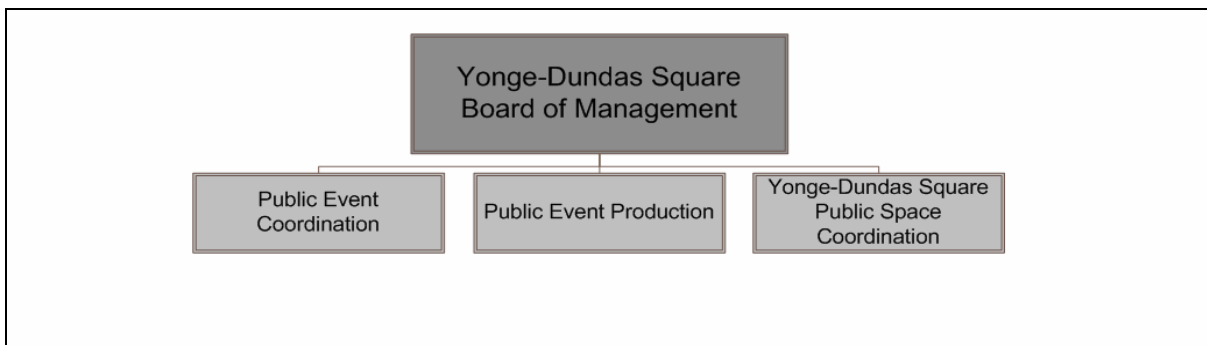 Yonge-Dundas Square
Board of Management
Public Event
Coordination
Public Event Production
Yonge-Dundas Square
Public Space
Coordination